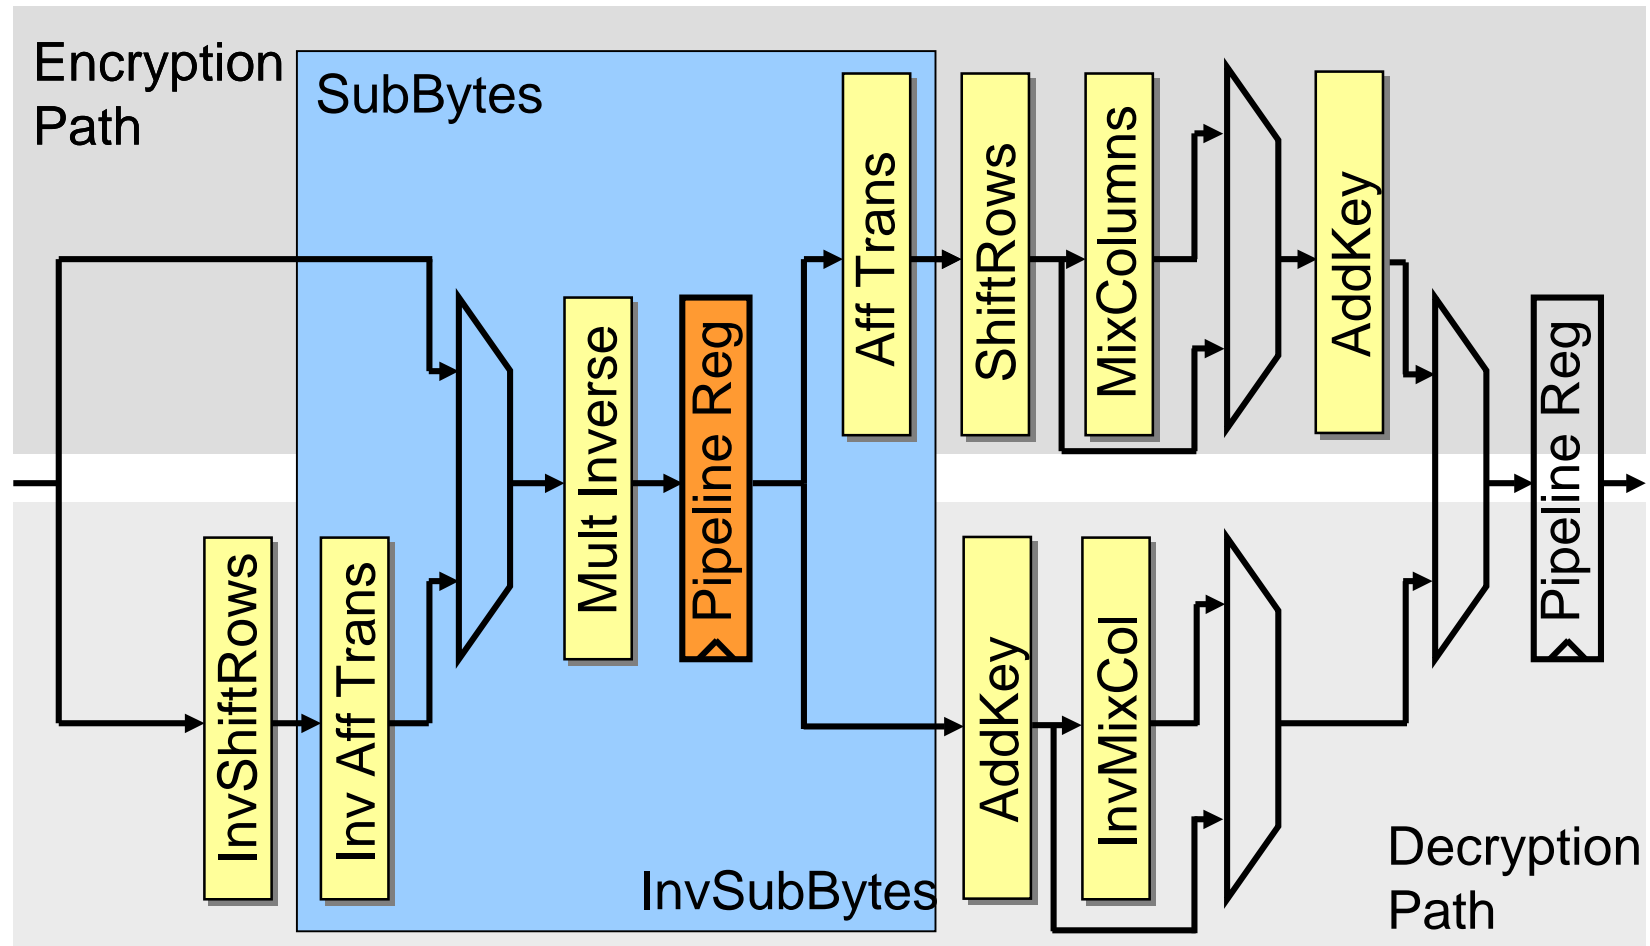 Encryption
Path
SubBytes
Aff Trans
ShiftRows
MixColumns
AddKey
Mult Inverse
Pipeline Reg
Pipeline Reg
InvShiftRows
Inv Aff Trans
AddKey
InvMixCol
InvSubBytes
Decryption
Path